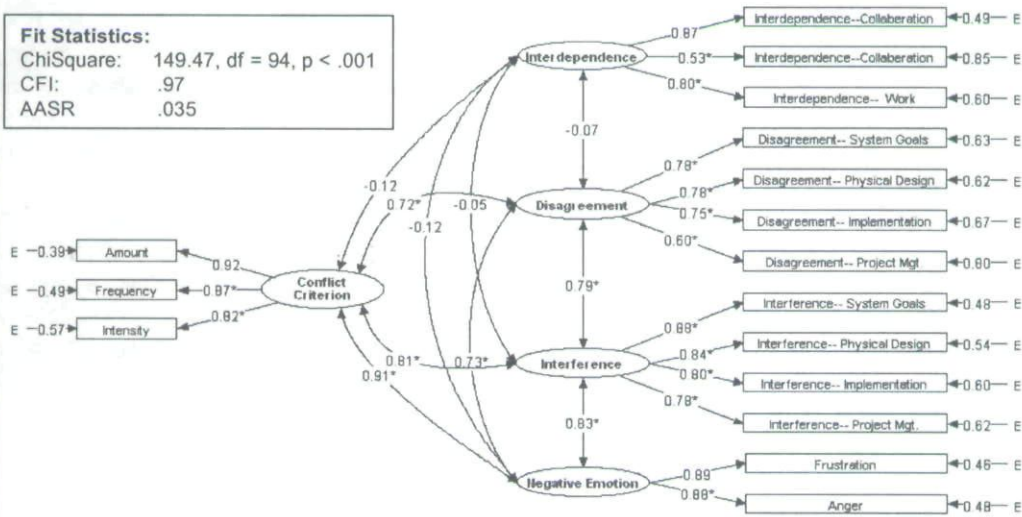 Fit Statistics:
ChiSquare: 149.47, df = 94, p < .001
CFI: .97
AASR .035
Interdependence--Collaberation
0.49 E
0.87
Interdependence
0.53*
Interdependence--Collaberation
0.85 E
0.80*
Interdependence-- Work
0.60 E
-0.07
Disagreement-- System Goals
0.63 E
0.78*
Disagreement
0.78*
Disagreement-- Physical Design
0.62 E
0.75*
Disagreement-- Implementation
0.67 E
0.60*
Disagreement-- Project Mgt
0.80 E
-0.12
0.72*
-0.05
-0.12
E 0.39 Amount
0.92
E 0.49 Frequency
0.87*
Conflict
Criterion
E 0.57 Intensity
0.82*
0.79*
Interference-- System Goals
0.48 E
0.88*
Interference-- Physical Design
0.54 E
0.84*
0.81*
0.73*
Interference
0.80*
Interference-- Implementation
0.60 E
0.91*
0.78*
Interference-- Project Mgt.
0.62 E
0.83*
Frustration
0.46 E
0.89
Negative Emotion
0.88*
Anger
0.48 E